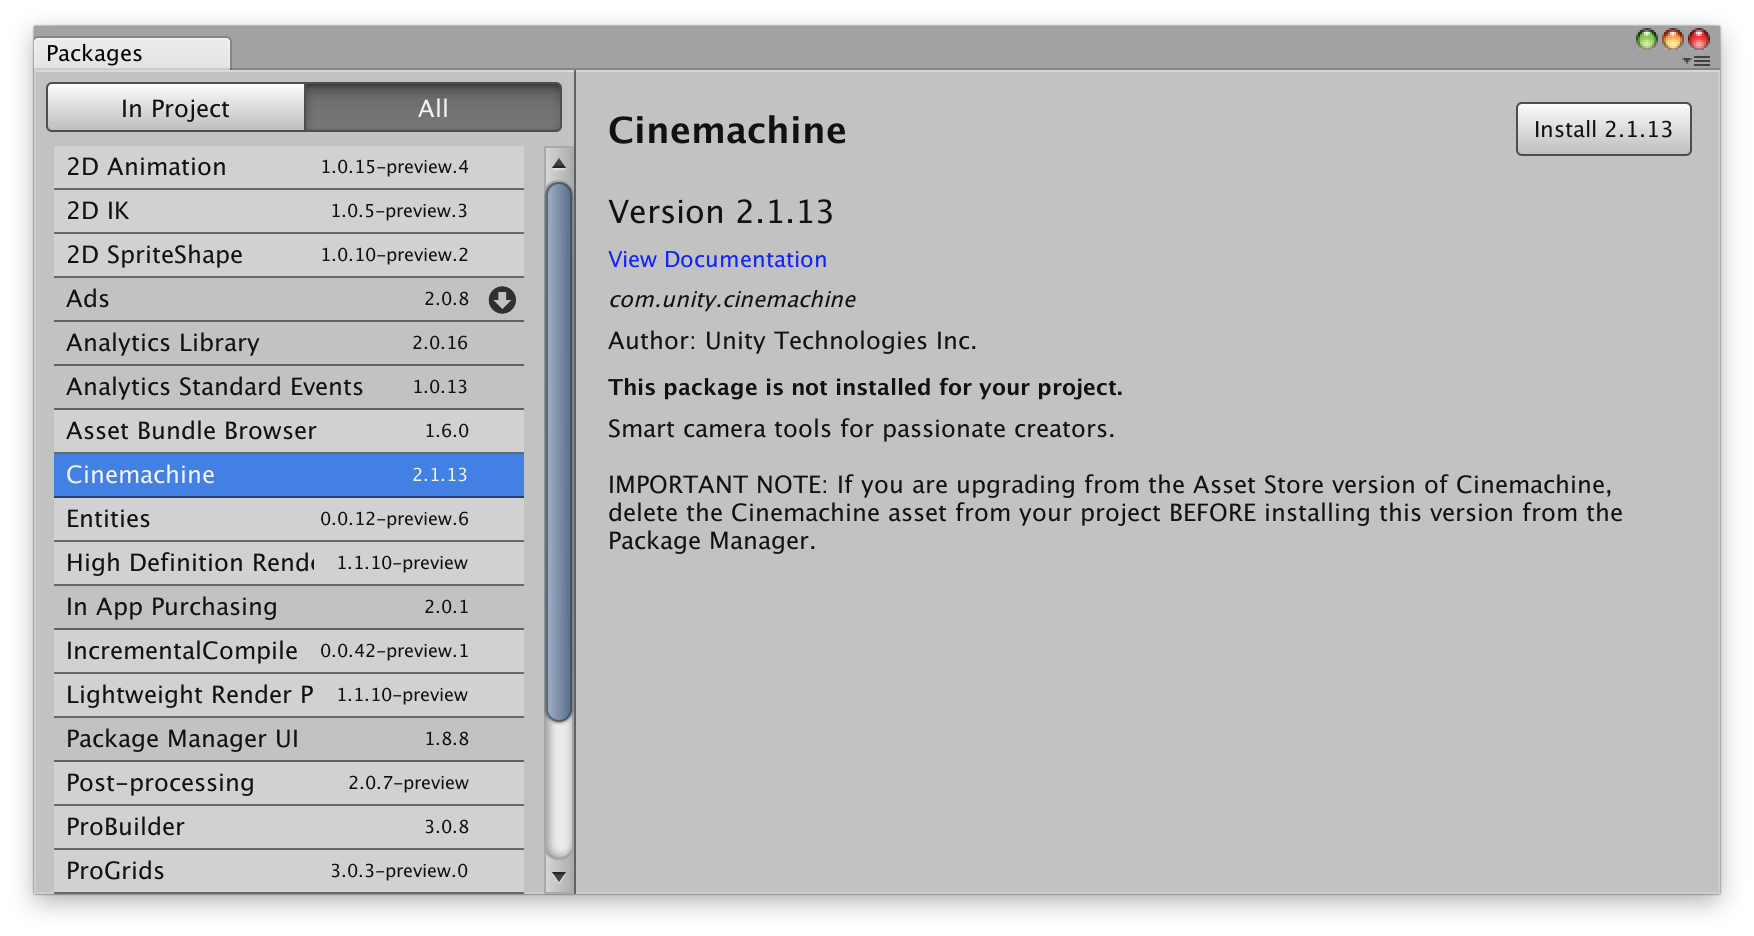 Packages
In Project
All
2D Animation 1.0.15-preview.4
2D IK 1.0.5-preview.3
2D SpriteShape 1.0.10-preview.2
Ads 2.0.8
Analytics Library 2.0.16
Analytics Standard Events 1.0.13
Asset Bundle Browser 1.6.0
Cinemachine 2.1.13
Entities 0.0.12-preview.6
High Definition Rende 1.1.10-preview
In App Purchasing 2.0.1
IncrementalCompile 0.0.42-preview.1
Lightweight Render P 1.1.10-preview
Package Manager UI 1.8.8
Post-processing 2.0.7-preview
ProBuilder 3.0.8
ProGrids 3.0.3-preview.0
Cinemachine
Install 2.1.13
Version 2.1.13
View Documentation
com.unity.cinemachine
Author: Unity Technologies Inc.
This package is not installed for your project.
Smart camera tools for passionate creators.
IMPORTANT NOTE: If you are upgrading from the Asset Store version of Cinemachine,
delete the Cinemachine asset from your project BEFORE installing this version from the
Package Manager.